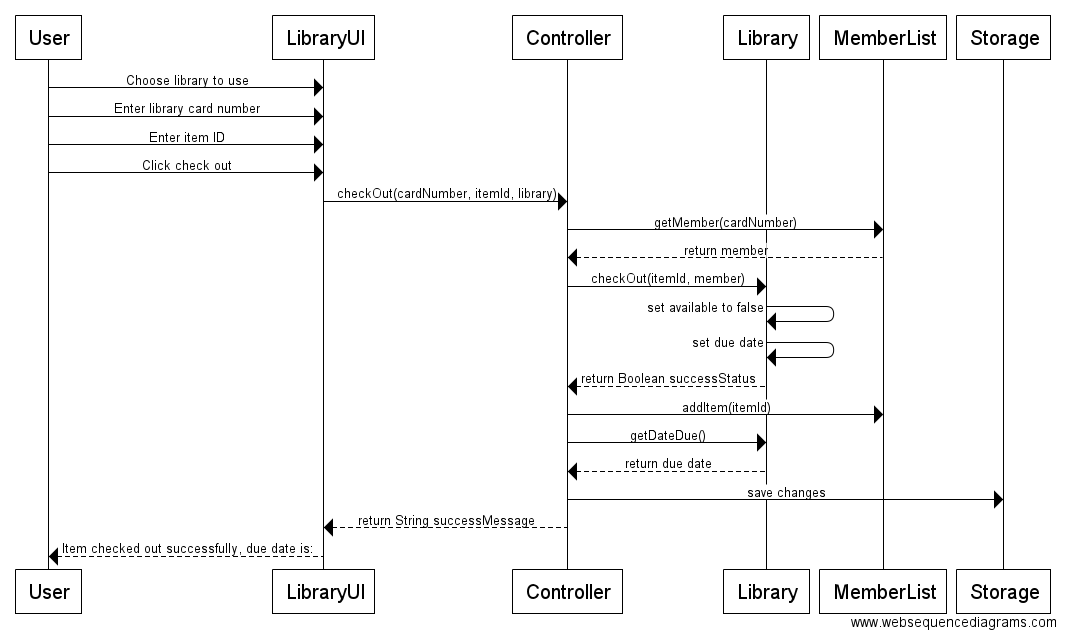 User LibraryUI Controller Library MemberList Storage
Choose library to use
Enter library card number
Enter item ID
Click check out
checkOut(cardNumber, itemId, library)
getMember(cardNumber)
return member
checkOut(itemId, member)
set available to false
set due date
return Boolean successStatus
addItem(itemId)
getDateDue()
return due date
save changes
return String successMessage
Item checked out successfully, due date is:
User LibraryUI Controller Library MemberList Storage
www.websequencediagrams.com